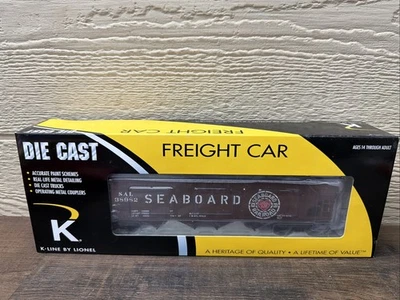 FREIGHT CAR
DIE CAST
FREIGHT CAR
AGES 14 THROUGH ADULT
• ACCURATE PAINT SCHEMES
• REAL-LIFE METAL DETAILING
• DIE CAST TRUCKS
• OPERATING METAL COUPLERS
SAL
38982
SEABOARD
K
K-LINE BY LIONEL
A HERITAGE OF QUALITY • A LIFETIME OF VALUE™